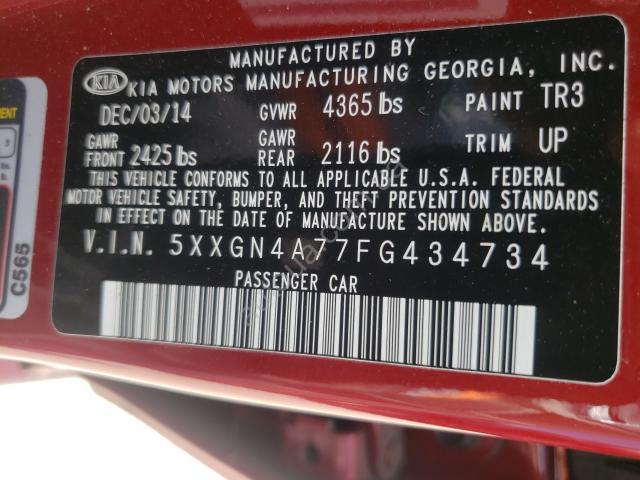 MANUFACTURED BY
KIA KIA MOTORS MANUFACTURING GEORGIA, INC.
DEC/03/14 GVWR 4365 lbs PAINT TR3
GAWR FRONT 2425 lbs GAWR REAR 2116 lbs TRIM UP
THIS VEHICLE CONFORMS TO ALL APPLICABLE U.S.A. FEDERAL
MOTOR VEHICLE SAFETY, BUMPER, AND THEFT PREVENTION STANDARDS
IN EFFECT ON THE DATE OF MANUFACTURE SHOWN ABOVE.
V.I.N. 5XXGN4A77FG434734
PASSENGER CAR
C565